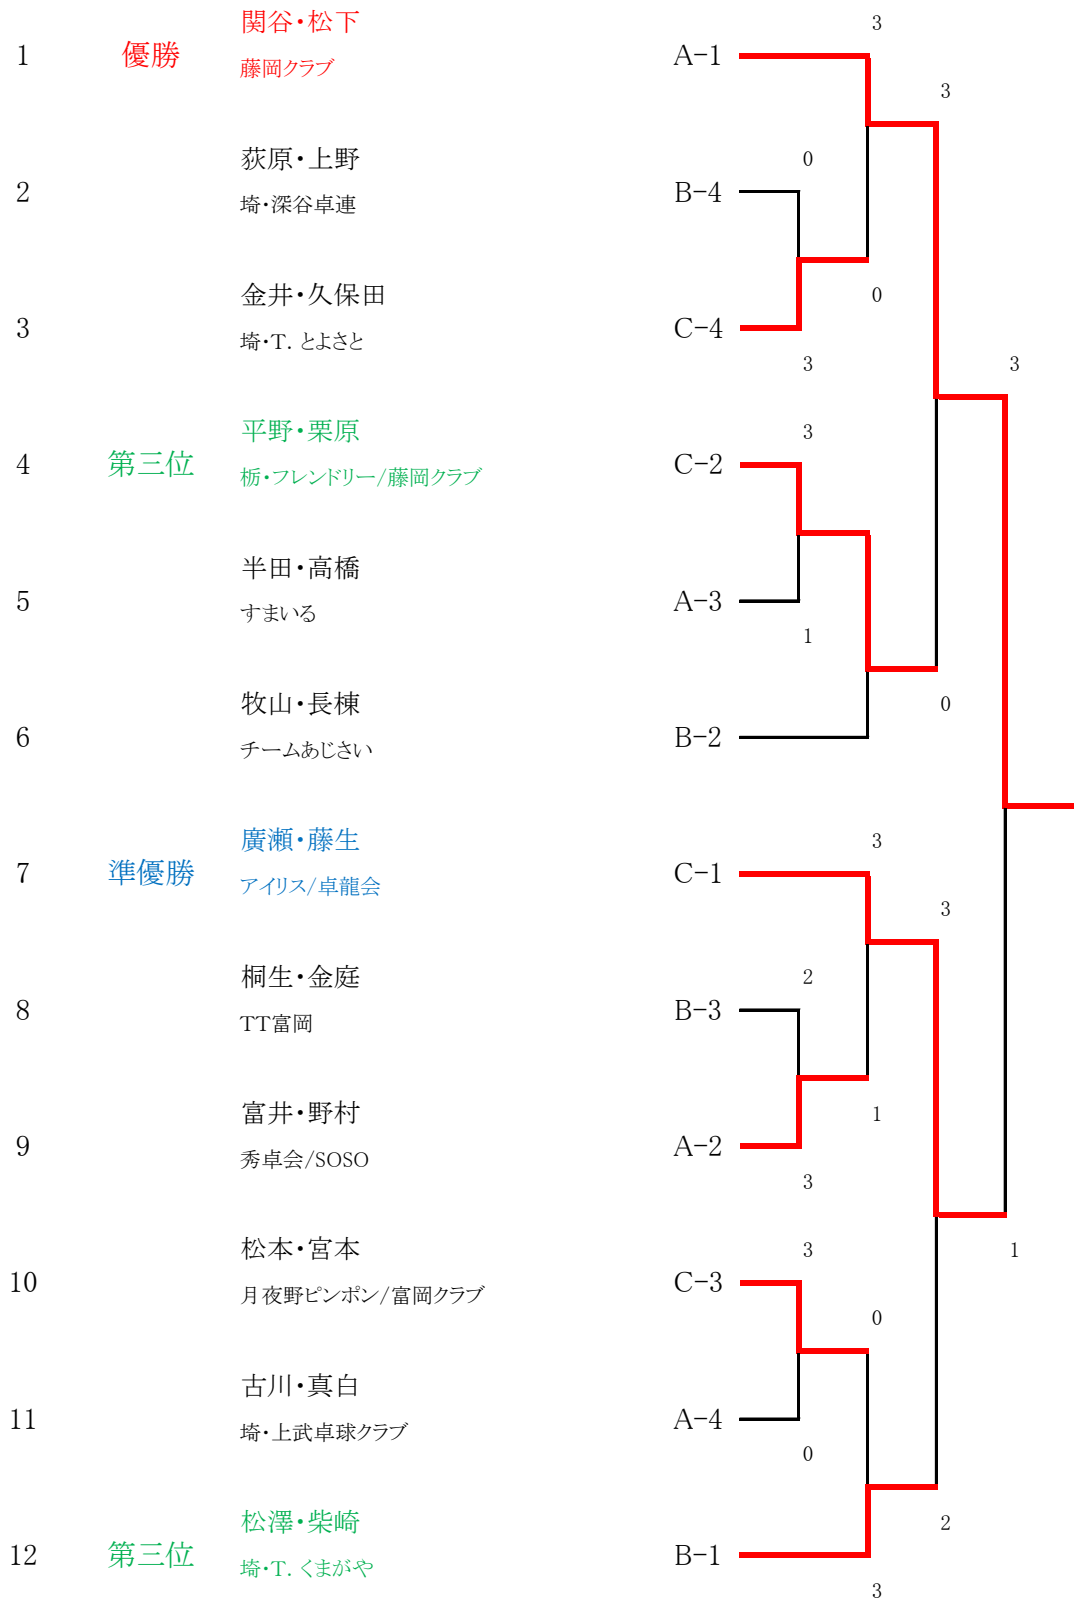 関谷・松下
3
1 優勝 A-1
藤岡クラブ
3
荻原・上野
0
2 B-4
埼・深谷卓連
金井・久保田
0
3 C-4
埼・T. とよさと
3
3
平野・栗原
3
4 第三位 C-2
栃・フレンドリー/藤岡クラブ
半田・高橋
5 A-3
すまいる
1
牧山・長棟
0
6 B-2
チームあじさい
廣瀬・藤生
3
7 準優勝 C-1
アイリス/卓龍会
3
桐生・金庭
2
8 B-3
TT富岡
富井・野村
1
9 A-2
秀卓会/SOSO
3
松本・宮本
3
1
10 C-3
月夜野ピンポン/富岡クラブ
0
古川・真白
11 A-4
埼・上武卓球クラブ
0
松澤・柴崎
2
12 第三位 B-1
埼・T. くまがや
3